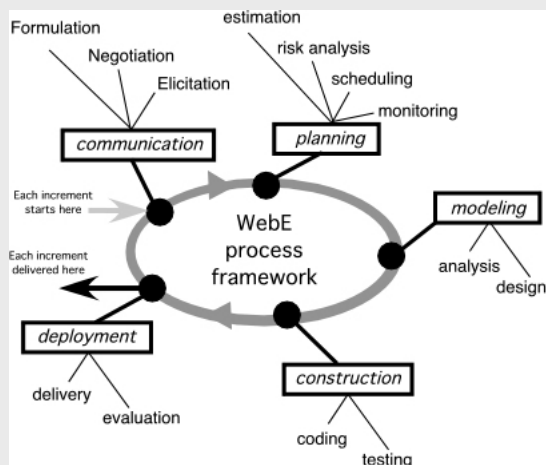 Formulation
Negotiation
Elicitation
communication
estimation
risk analysis
scheduling
monitoring
planning
Each increment
starts here
WebE
process
framework
modeling
analysis
design
Each increment
delivered here
deployment
delivery
evaluation
construction
coding
testing